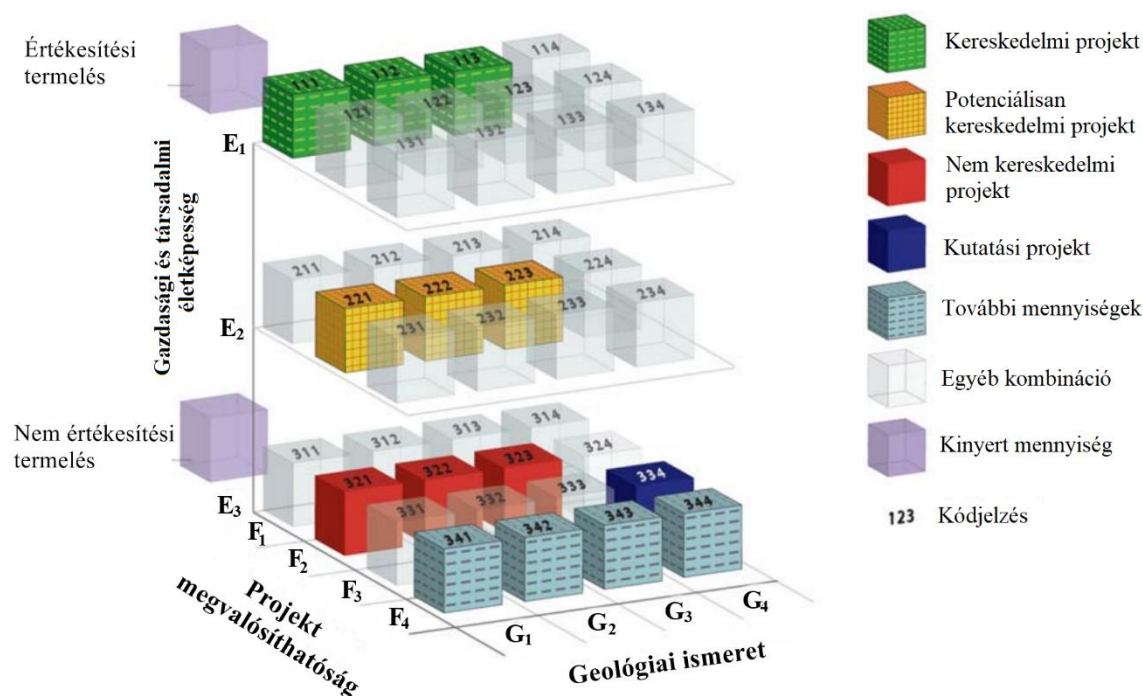 Értékesítési
termelés
Gazdasági és társadalmi
életképesség
Nem értékesítési
termelés
E1
E2
E3
111
112
113
114
121
122
123
124
131
132
133
134
211
212
213
214
221
222
223
224
231
232
233
234
311
312
313
314
321
322
323
324
331
332
333
334
341
342
343
344
F1
F2
F3
F4
Projekt
megvalósíthatóság
G1
G2
G3
G4
Geológiai ismeret
Kereskedelmi projekt
Potenciálisan
kereskedelmi projekt
Nem kereskedelmi
projekt
Kutatási projekt
További mennyiségek
Egyéb kombináció
Kinyert mennyiség
123 Kódjelzés